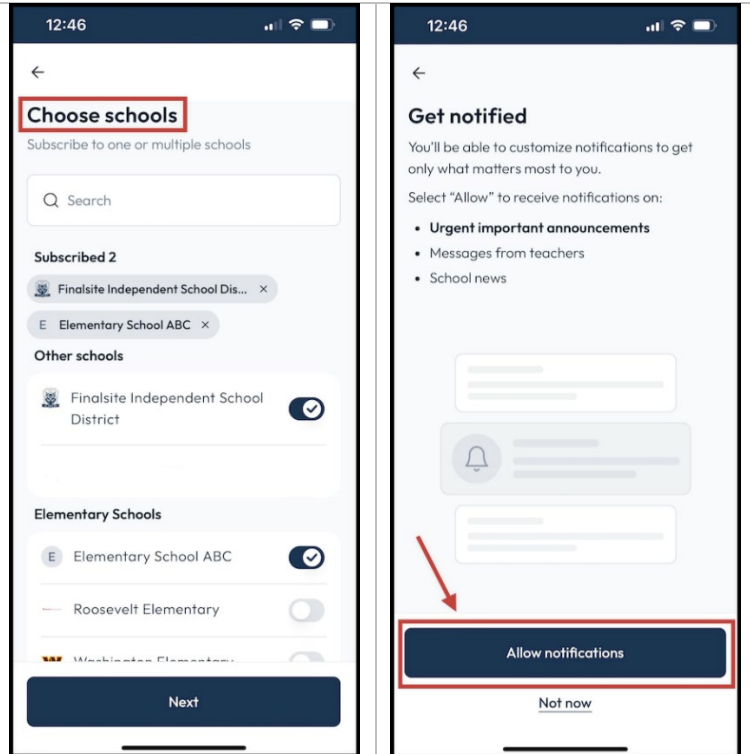 12:46
Choose schools
Subscribe to one or multiple schools
Search
Subscribed 2
Finalsite Independent School Dis... ×
E Elementary School ABC ×
Other schools
Finalsite Independent School
District
Elementary Schools
E Elementary School ABC
Roosevelt Elementary
Washington Elementary
Next
12:46
Get notified
You'll be able to customize notifications to get
only what matters most to you.
Select "Allow" to receive notifications on:
• Urgent important announcements
• Messages from teachers
• School news
Allow notifications
Not now